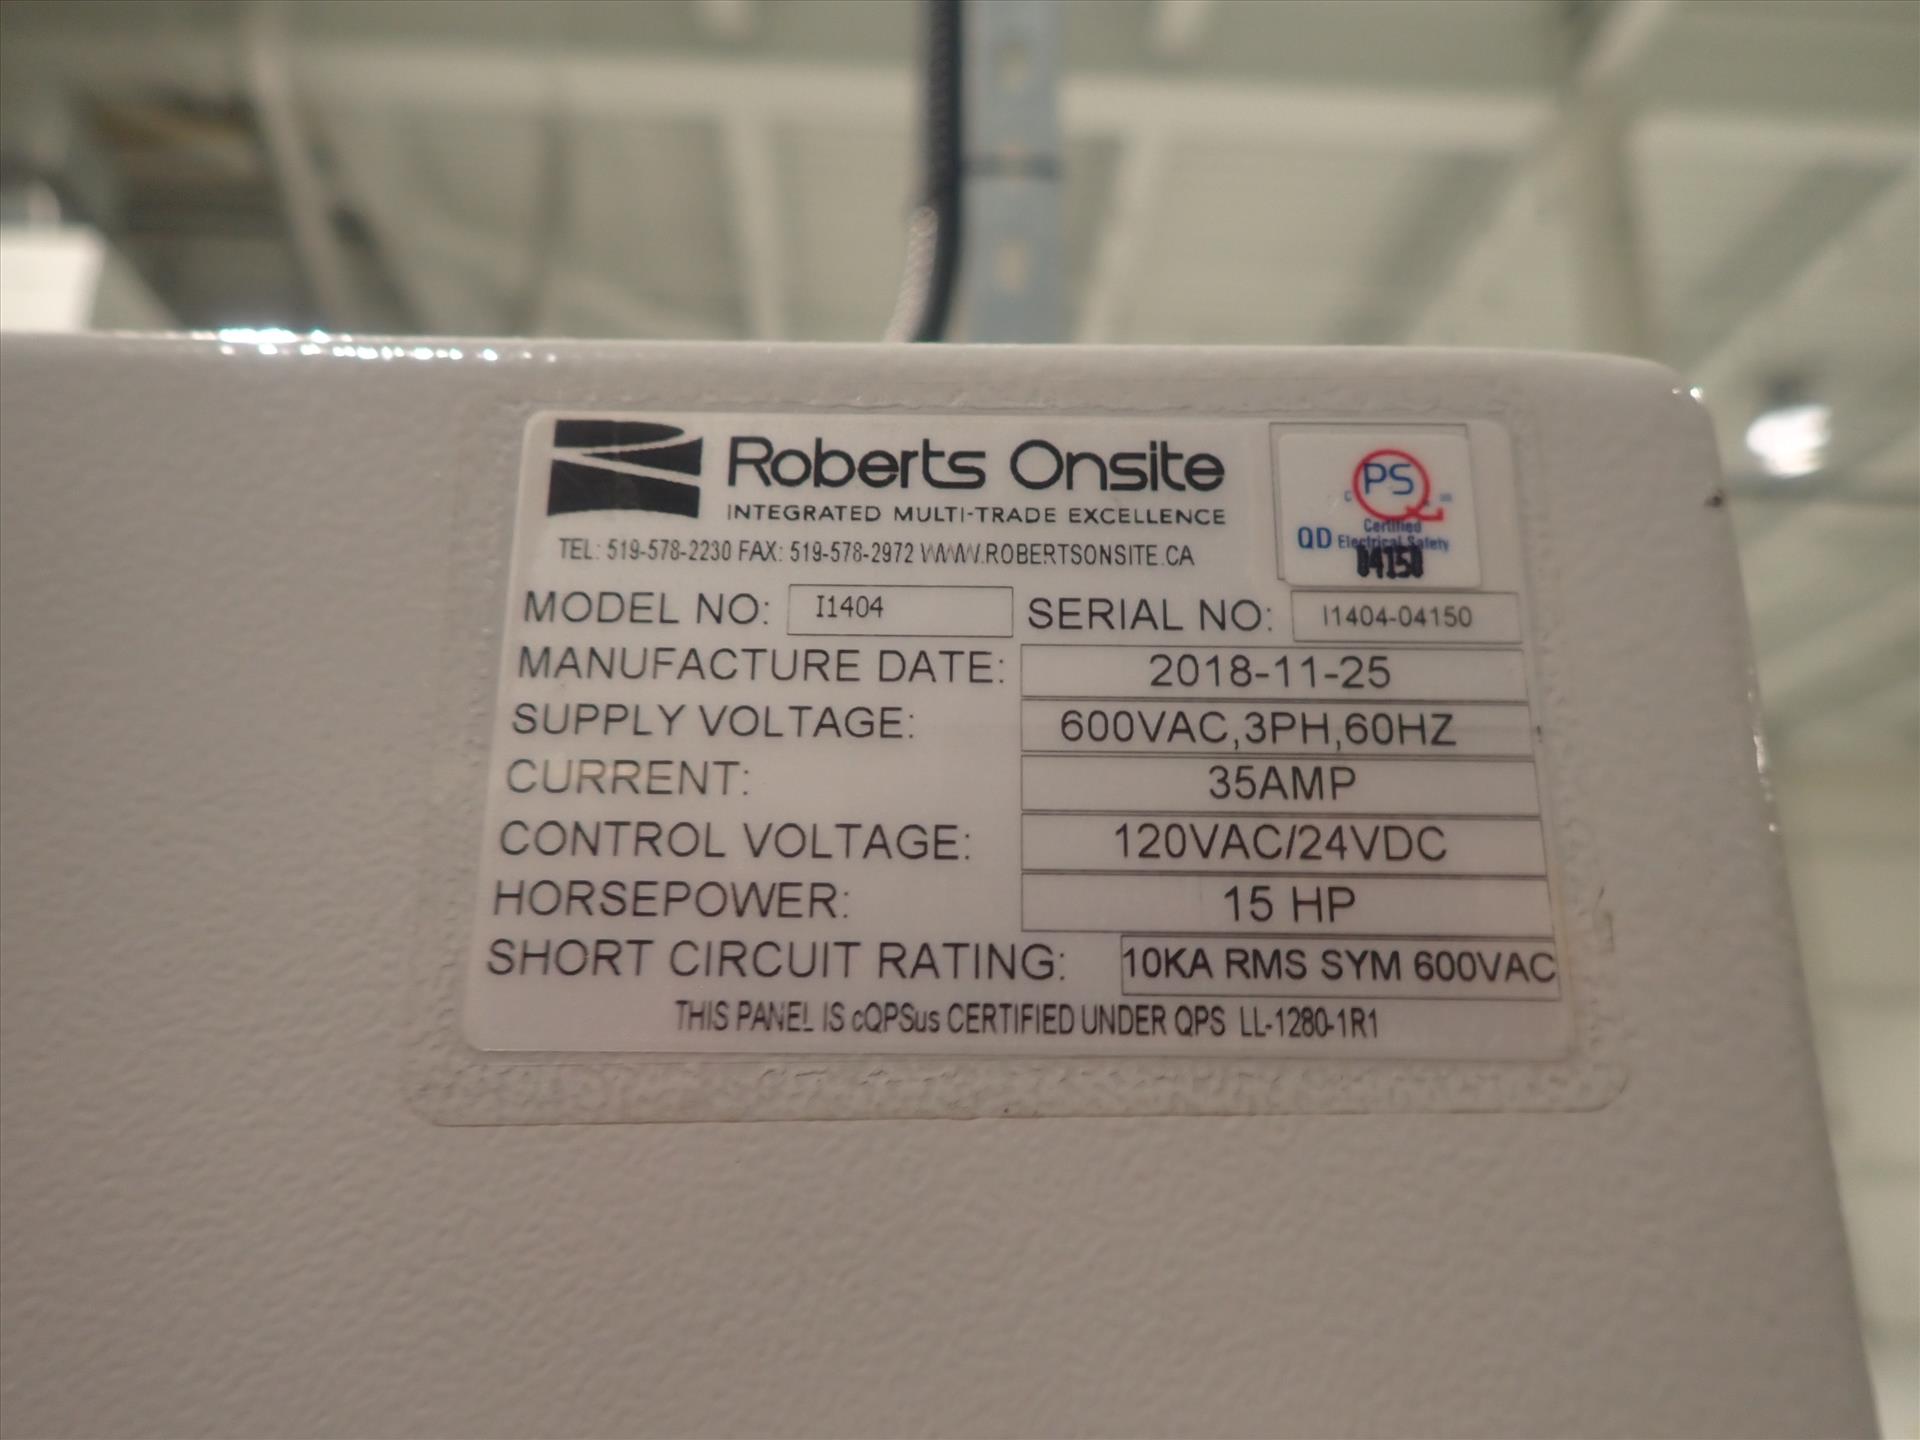 Roberts Onsite
INTEGRATED MULTI-TRADE EXCELLENCE
TEL: 519-578-2230 FAX: 519-578-2972 WWW.ROBERTSONSITE.CA
QPS
Certified
QD Electrical Safety
04150
MODEL NO: I1404 SERIAL NO: I1404-04150
MANUFACTURE DATE: 2018-11-25
SUPPLY VOLTAGE: 600VAC,3PH,60HZ
CURRENT: 35AMP
CONTROL VOLTAGE: 120VAC/24VDC
HORSEPOWER: 15 HP
SHORT CIRCUIT RATING: 10KA RMS SYM 600VAC
THIS PANEL IS cQPSus CERTIFIED UNDER QPS LL-1280-1R1